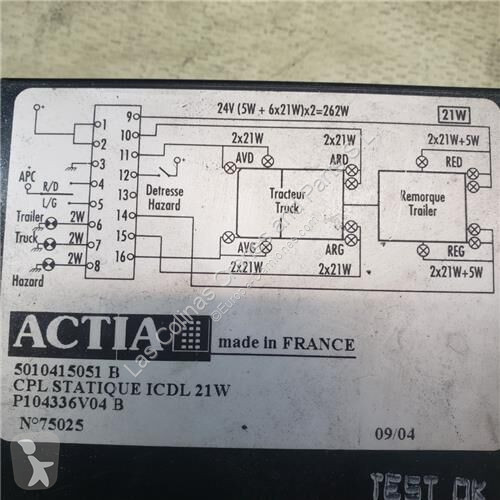 24V (5W + 6x21W)x2=262W
21W
9
10
11
12
13
14
15
16
1
2
3
4
5
6
7
8
APC
R/D
L/G
Trailer
2W
Truck
2W
2W
Hazard
Detresse
Hazard
2x21W
2x21W
2x21W+5W
AVD
ARD
RED
Tracteur
Truck
Remorque
Trailer
AVG
ARG
REG
2x21W
2x21W
2x21W+5W
ACTIA
made in FRANCE
5010415051 B
CPL STATIQUE ICDL 21W
P104336V04 B
N°75025
09/04
TEST OK
Las Colinas